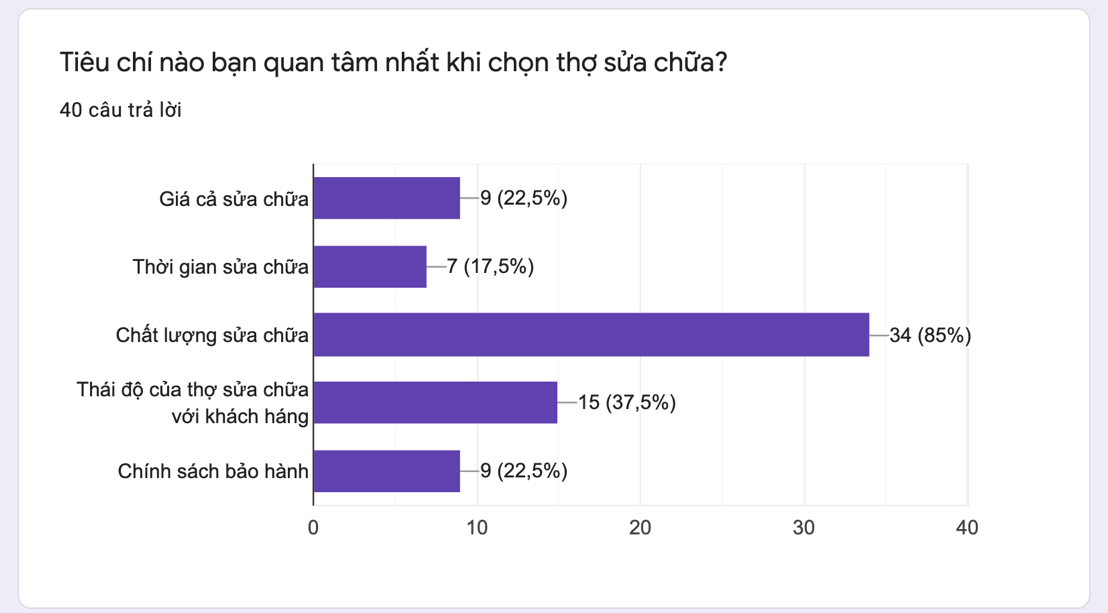 Tiêu chí nào bạn quan tâm nhất khi chọn thợ sửa chữa?
40 câu trả lời
Giá cả sửa chữa
9 (22,5%)
Thời gian sửa chữa
7 (17,5%)
Chất lượng sửa chữa
34 (85%)
Thái độ của thợ sửa chữa
với khách háng
15 (37,5%)
Chính sách bảo hành
9 (22,5%)
0 10 20 30 40